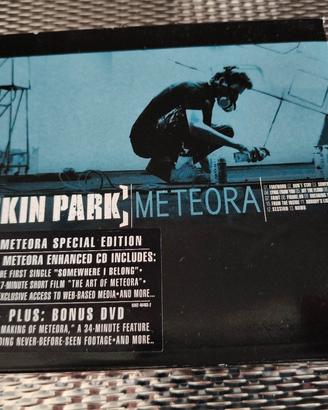 KIN PARK] METEORA
METEORA SPECIAL EDITION
METEORA ENHANCED CD INCLUDES:
HE FIRST SINGLE "SOMEWHERE I BELONG"•
7-MINUTE SHORT FILM "THE ART OF METEORA"•
EXCLUSIVE ACCESS TO WEB-BASED MEDIA•AND MORE...
PLUS: BONUS DVD
MAKING OF METEORA," A 34-MINUTE FEATURE
DING NEVER-BEFORE-SEEN FOOTAGE•AND MORE..